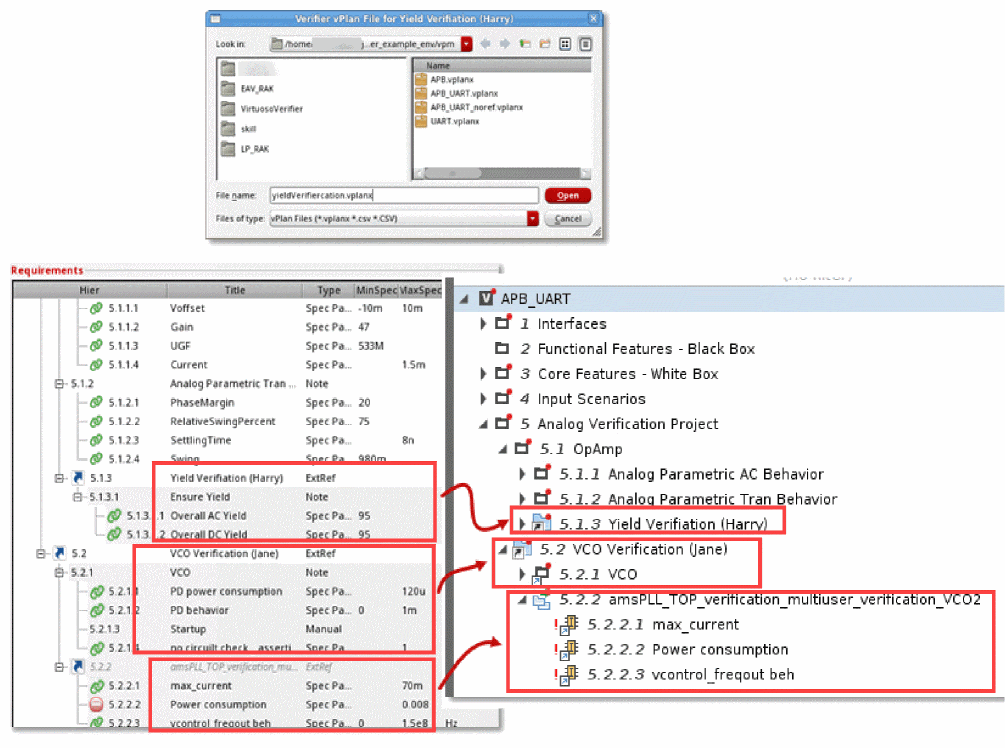 Verifier vPlan File for Yield Verifiation (Harry)
Look in: /home/ )...er_example_env/vpm
Name
EAV_RAK
VirtuosoVerifier
skill
LP_RAK
APB.vplanx
APB_UART.vplanx
APB_UART_noref.vplanx
UART.vplanx
File name: yieldVerifiercation.vplanx Open
Files of type: vPlan Files (*.vplanx *.csv *.CSV) Cancel
Requirements
Hier Title Type MinSpec MaxSpec
5.1.1.1 Voffset Spec Pa... -10m 10m
5.1.1.2 Gain Spec Pa... 47
5.1.1.3 UGF Spec Pa... 533M
5.1.1.4 Current Spec Pa... 1.5m
5.1.2 Analog Parametric Tran ... Note
5.1.2.1 PhaseMargin Spec Pa... 20
5.1.2.2 RelativeSwingPercent Spec Pa... 75
5.1.2.3 SettlingTime Spec Pa... 8n
5.1.2.4 Swing Spec Pa... 980m
5.1.3 Yield Verifiation (Harry) ExtRef
5.1.3.1 Ensure Yield Note
5.1.3. .1 Overall AC Yield Spec Pa... 95
5.1.3. .2 Overall DC Yield Spec Pa... 95
5.2 VCO Verification (Jane) ExtRef
5.2.1 VCO Note
5.2.1.1 PD power consumption Spec Pa... 120u
5.2.1.2 PD behavior Spec Pa... 0 1m
5.2.1.3 Startup Manual
5.2.1.4 no circuilt check assertı Spec Pa... 1
5.2.2 amsPLL_TOP_verification_mu... ExtRef
5.2.2.1 max_current Spec Pa... 70m
5.2.2.2 Power consumption Spec Pa... 0.008
5.2.2.3 vcontrol freqout beh Spec Pa... 0 1.5e8 Hz
(no filter)
APB_UART
1 Interfaces
2 Functional Features - Black Box
3 Core Features - White Box
4 Input Scenarios
5 Analog Verification Project
5.1 OpAmp
5.1.1 Analog Parametric AC Behavior
5.1.2 Analog Parametric Tran Behavior
5.1.3 Yield Verifiation (Harry)
5.2 VCO Verification (Jane)
5.2.1 VCO
5.2.2 amsPLL_TOP_verification_multiuser_verification_VCO2
5.2.2.1 max_current
5.2.2.2 Power consumption
5.2.2.3 vcontrol_freqout beh